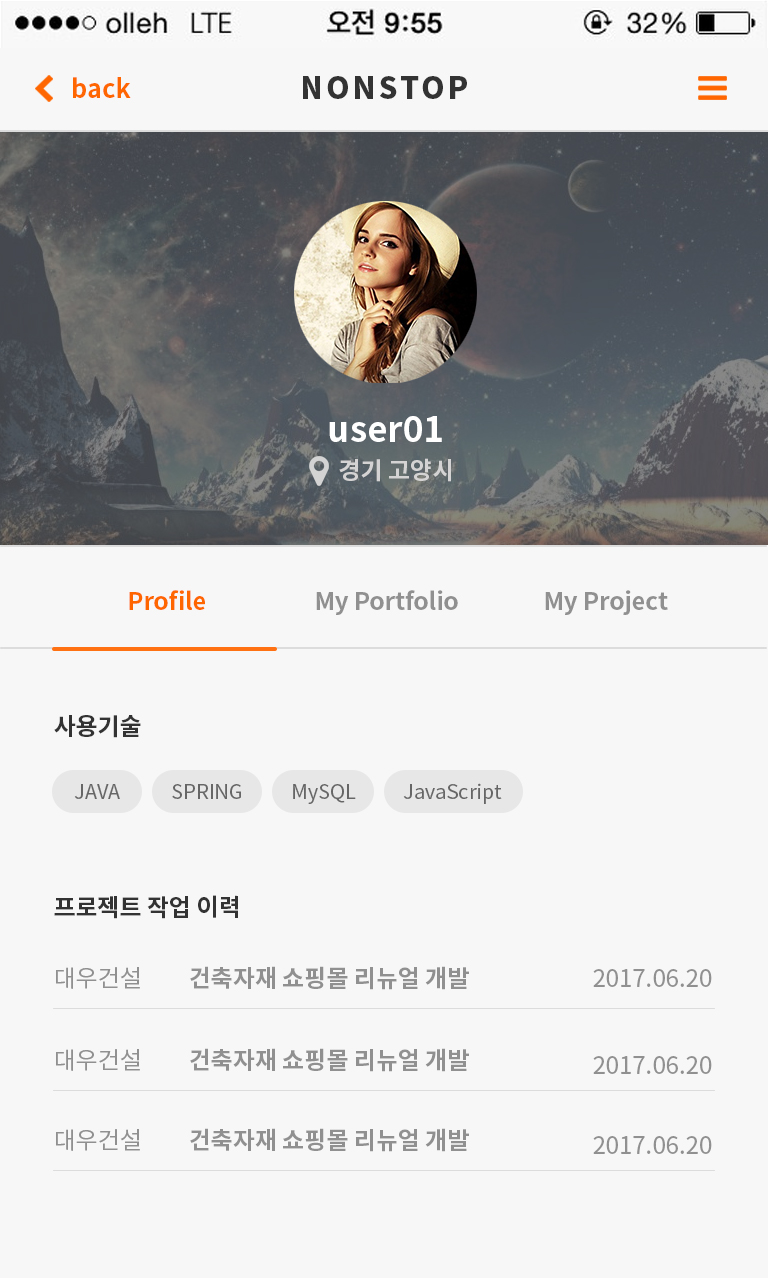 olleh LTE 오전 9:55 32%
back NONSTOP
user01
경기 고양시
Profile My Portfolio My Project
사용기술
JAVA SPRING MySQL JavaScript
프로젝트 작업 이력
대우건설 건축자재 쇼핑몰 리뉴얼 개발 2017.06.20
대우건설 건축자재 쇼핑몰 리뉴얼 개발 2017.06.20
대우건설 건축자재 쇼핑몰 리뉴얼 개발 2017.06.20